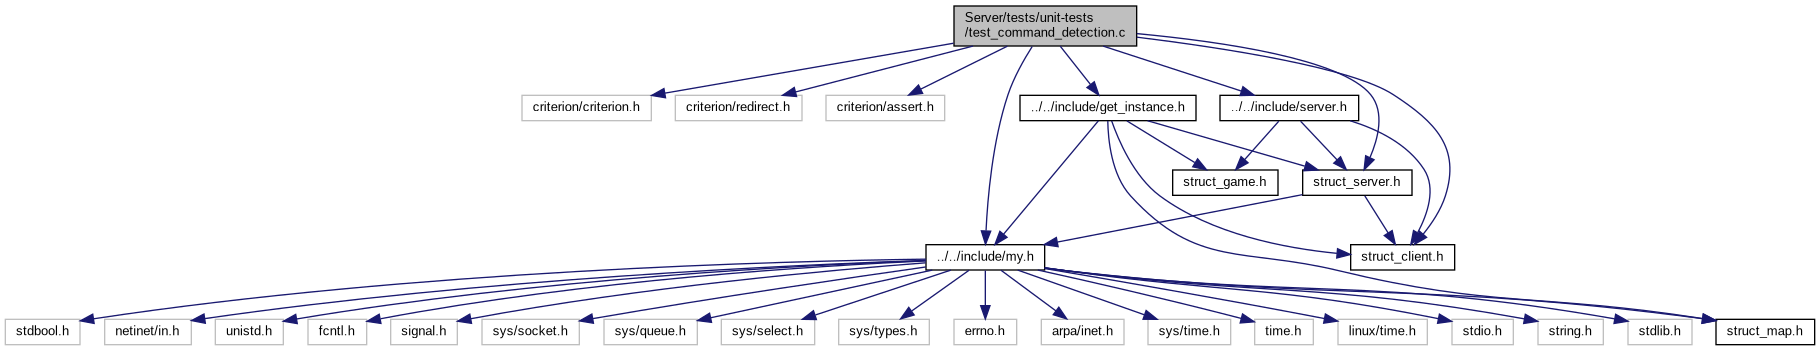 Server/tests/unit-tests
/test_command_detection.c
criterion/criterion.h
criterion/redirect.h
criterion/assert.h
../../include/get_instance.h
../../include/server.h
struct_game.h
struct_server.h
../../include/my.h
struct_client.h
stdbool.h
netinet/in.h
unistd.h
fcntl.h
signal.h
sys/socket.h
sys/queue.h
sys/select.h
sys/types.h
errno.h
arpa/inet.h
sys/time.h
time.h
linux/time.h
stdio.h
string.h
stdlib.h
struct_map.h